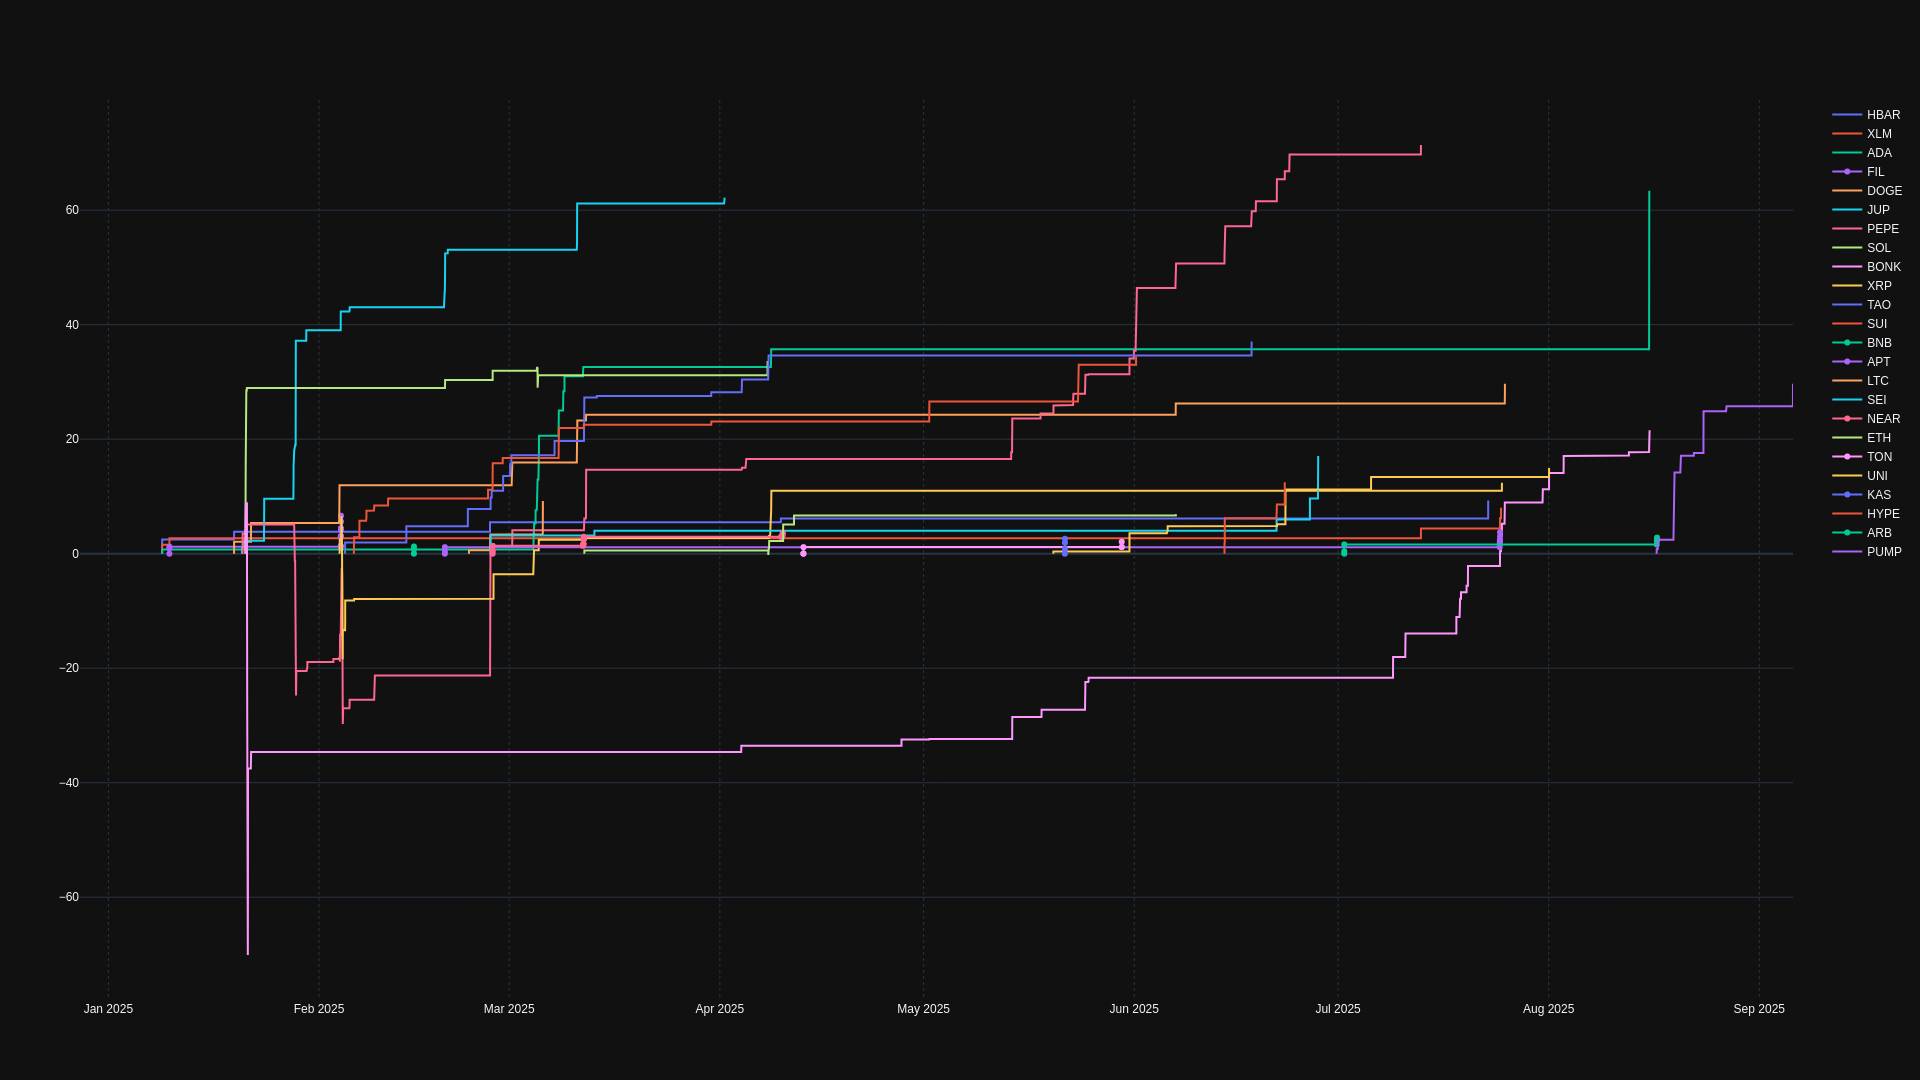 60
40
20
0
−20
−40
−60
Jan 2025
Feb 2025
Mar 2025
Apr 2025
May 2025
Jun 2025
Jul 2025
Aug 2025
Sep 2025
HBAR
XLM
ADA
FIL
DOGE
JUP
PEPE
SOL
BONK
XRP
TAO
SUI
BNB
APT
LTC
SEI
NEAR
ETH
TON
UNI
KAS
HYPE
ARB
PUMP